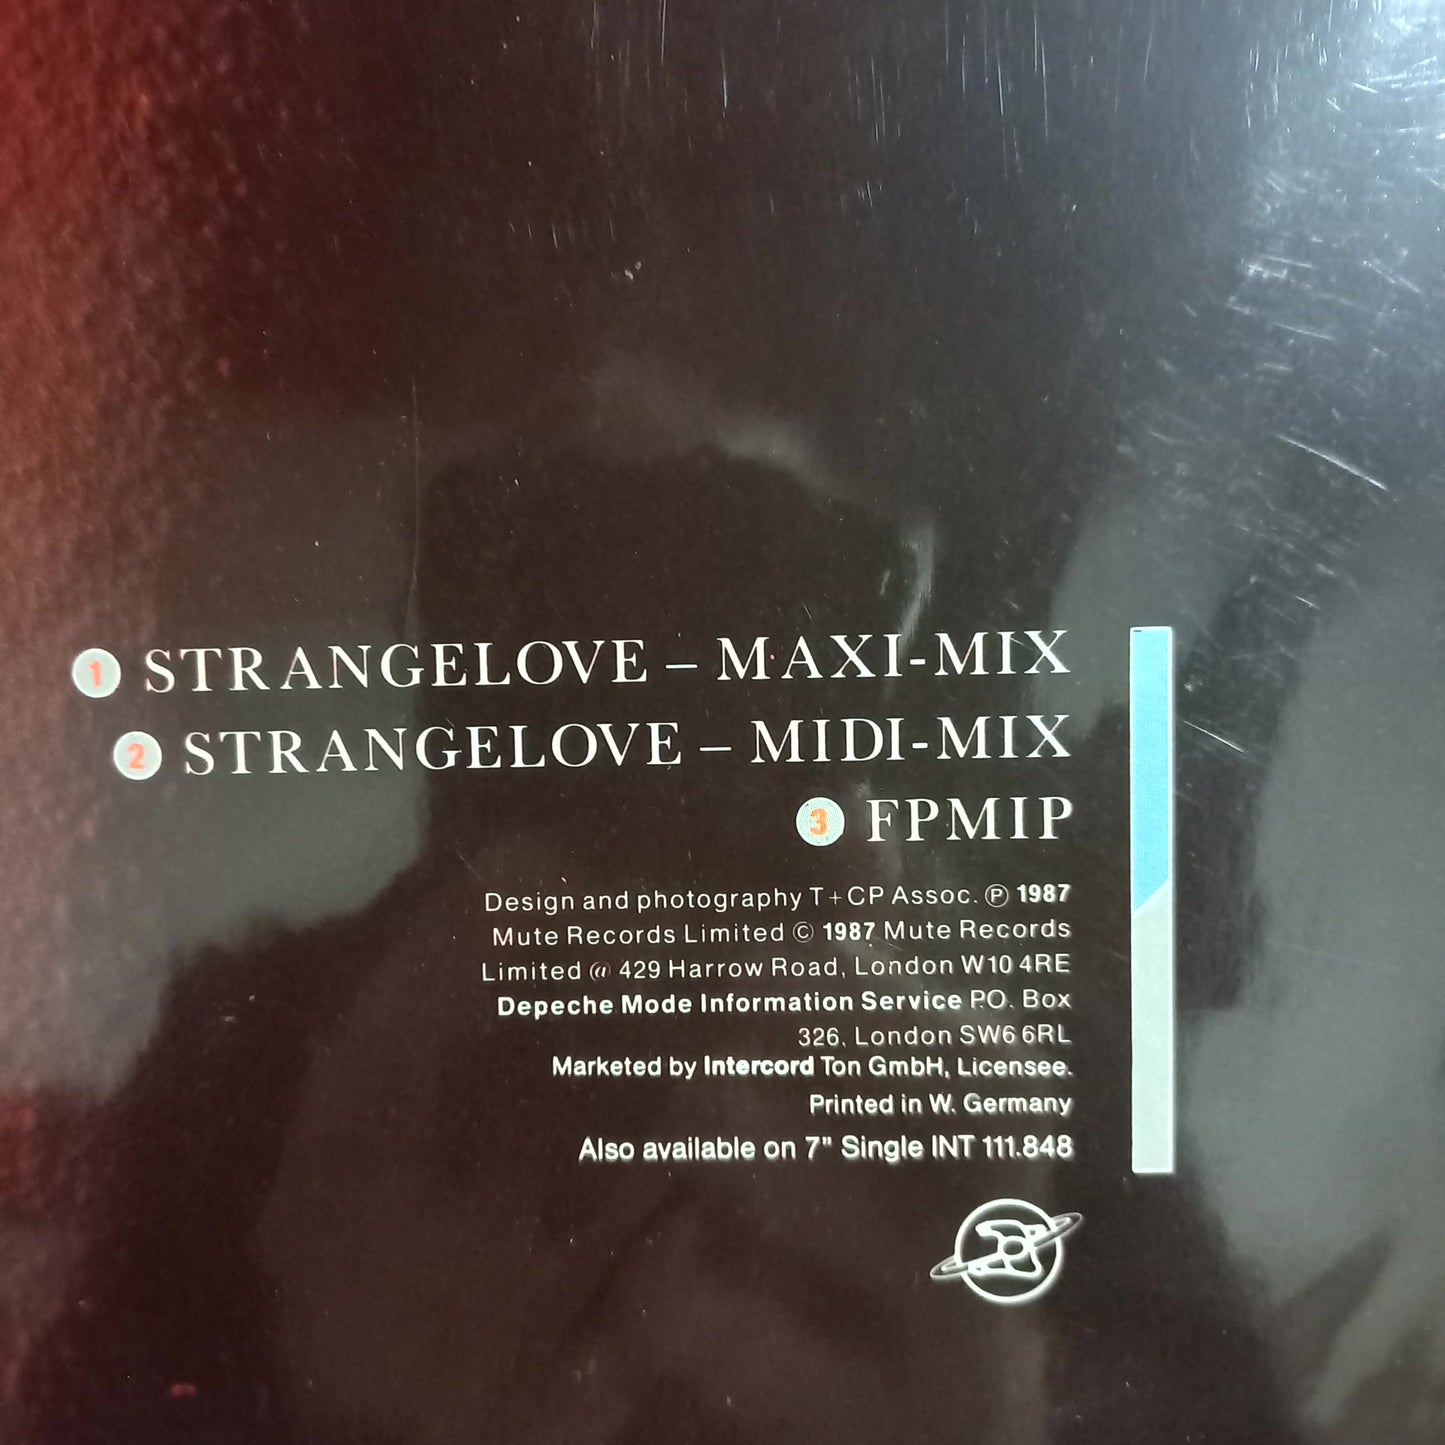 1 STRANGELOVE – MAXI-MIX
2 STRANGELOVE – MIDI-MIX
3 FPMIP
Design and photography T+CP Assoc. ℗ 1987
Mute Records Limited © 1987 Mute Records
Limited @ 429 Harrow Road, London W10 4RE
Depeche Mode Information Service P.O. Box
326, London SW6 6RL
Marketed by Intercord Ton GmbH, Licensee.
Printed in W. Germany
Also available on 7" Single INT 111.848